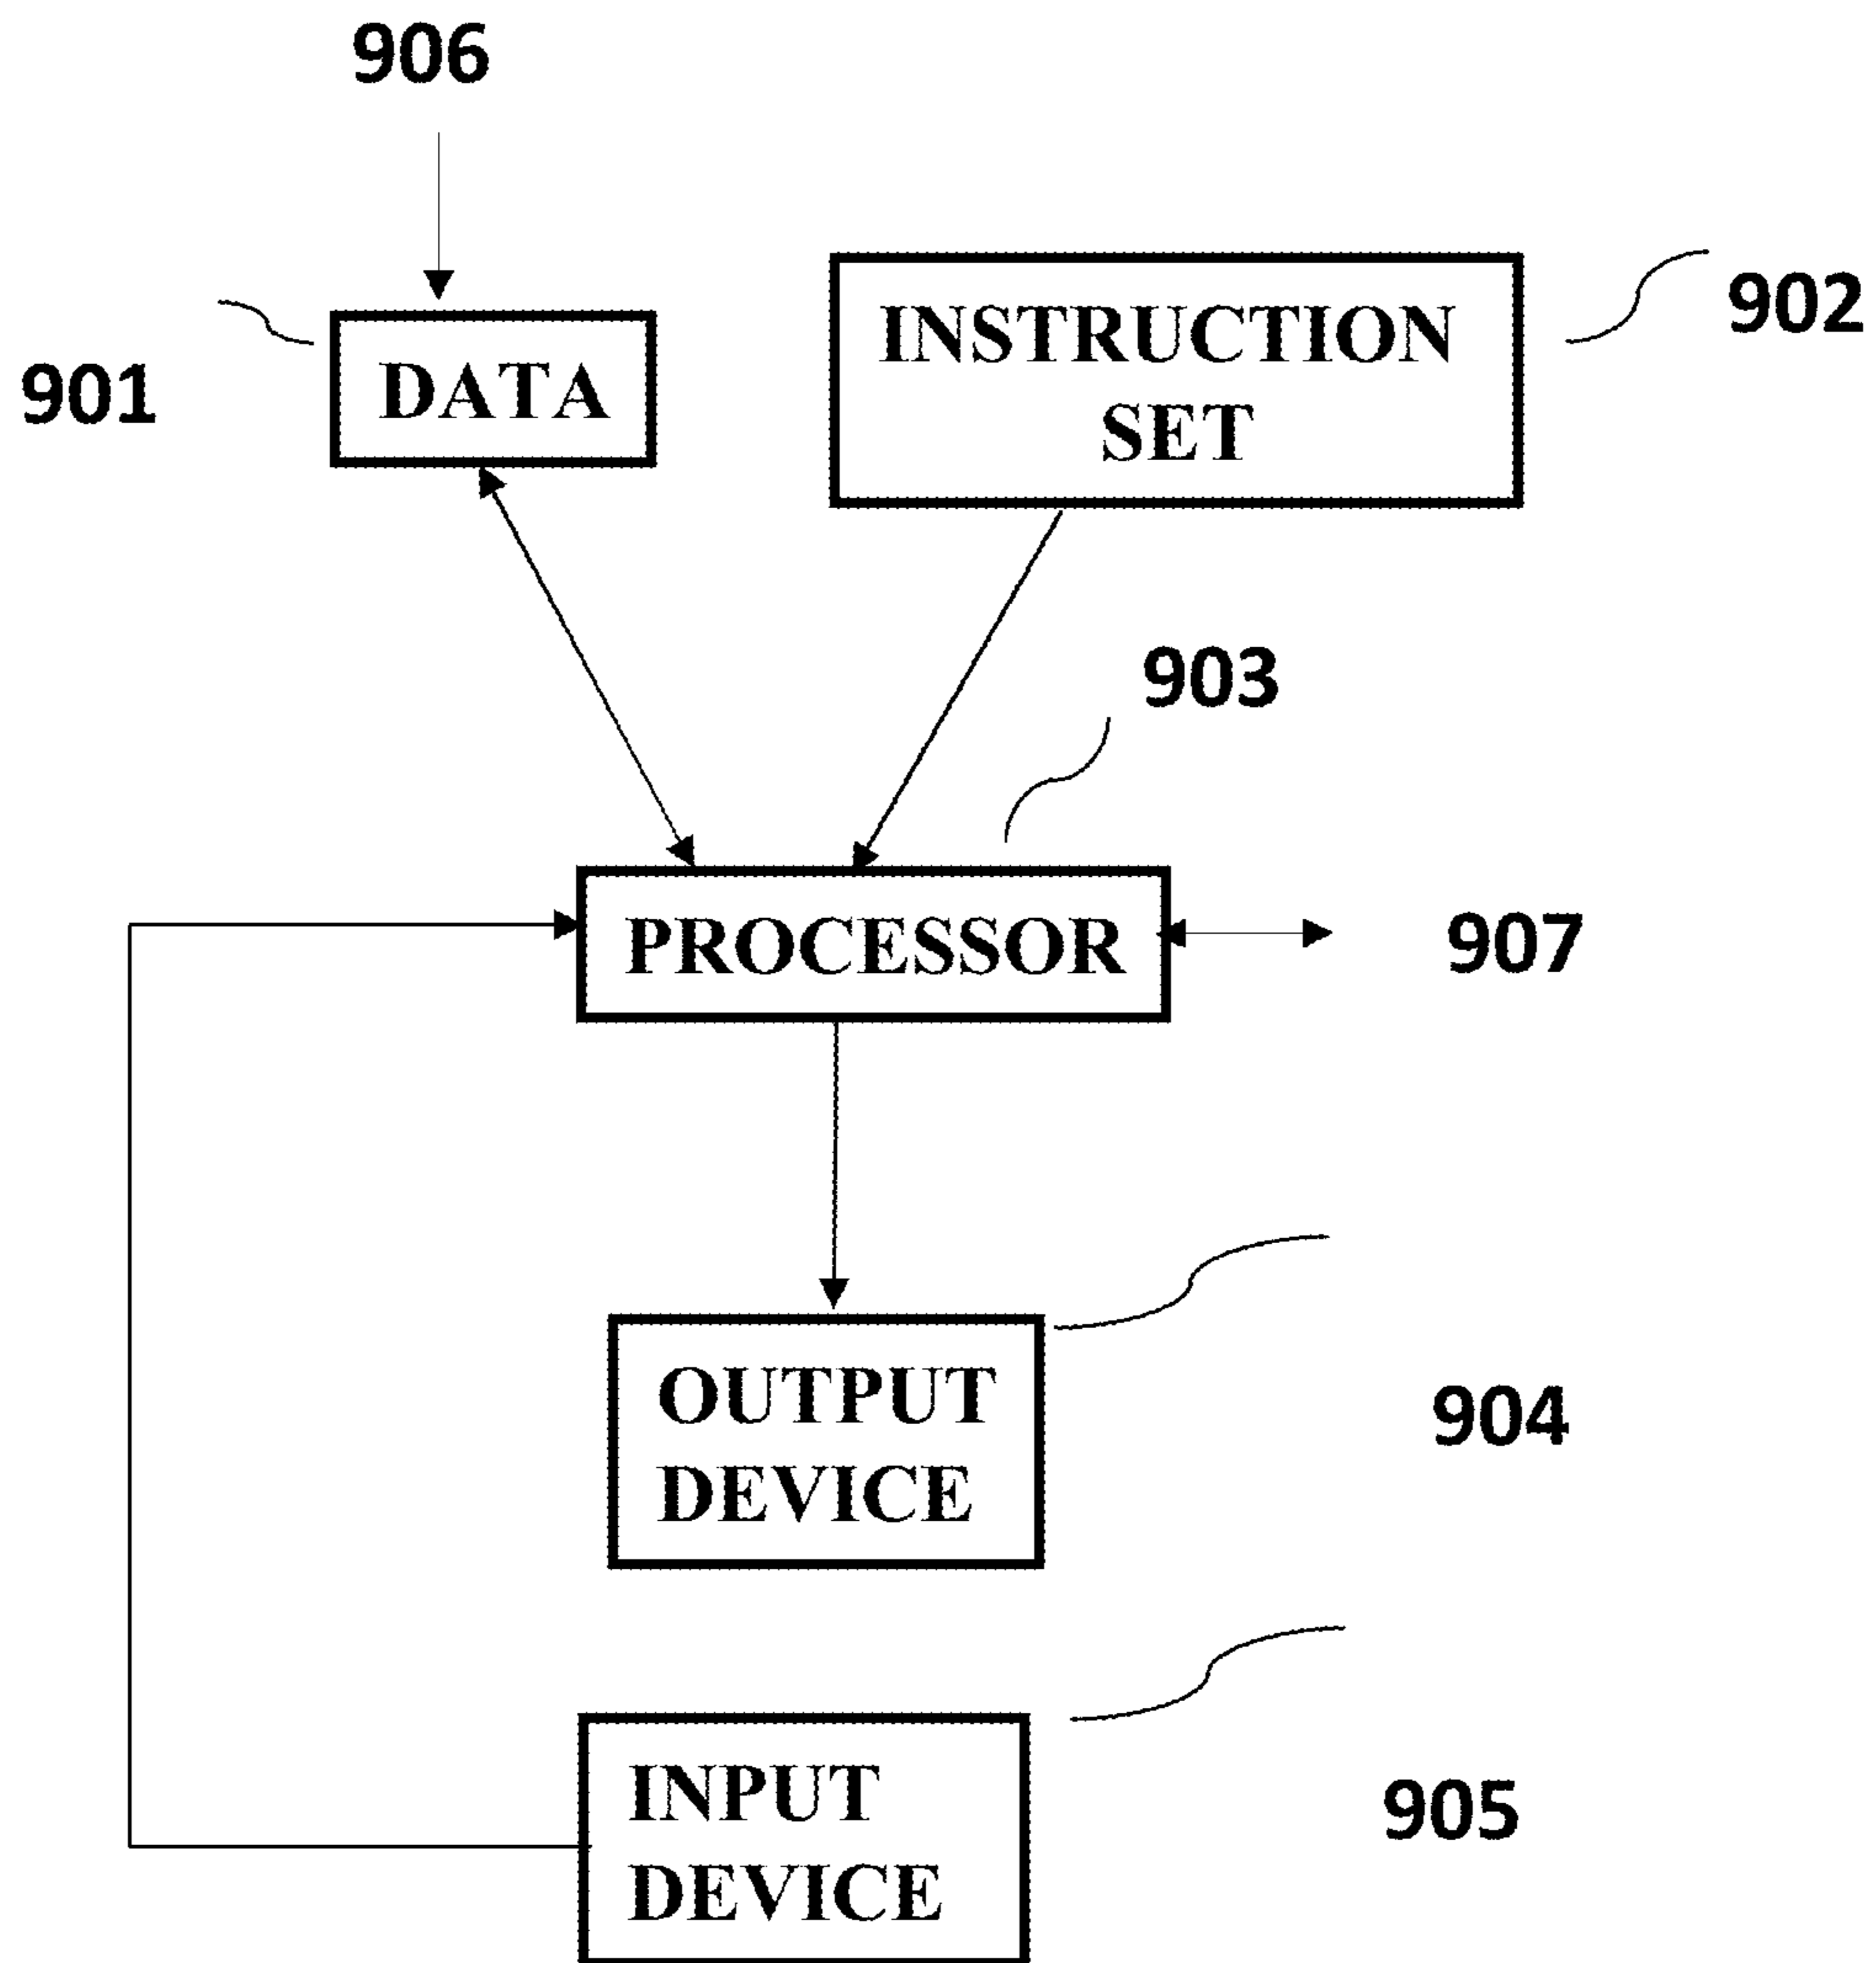 906
901
DATA
INSTRUCTION
SET
902
903
PROCESSOR
907
OUTPUT
DEVICE
904
INPUT
DEVICE
905